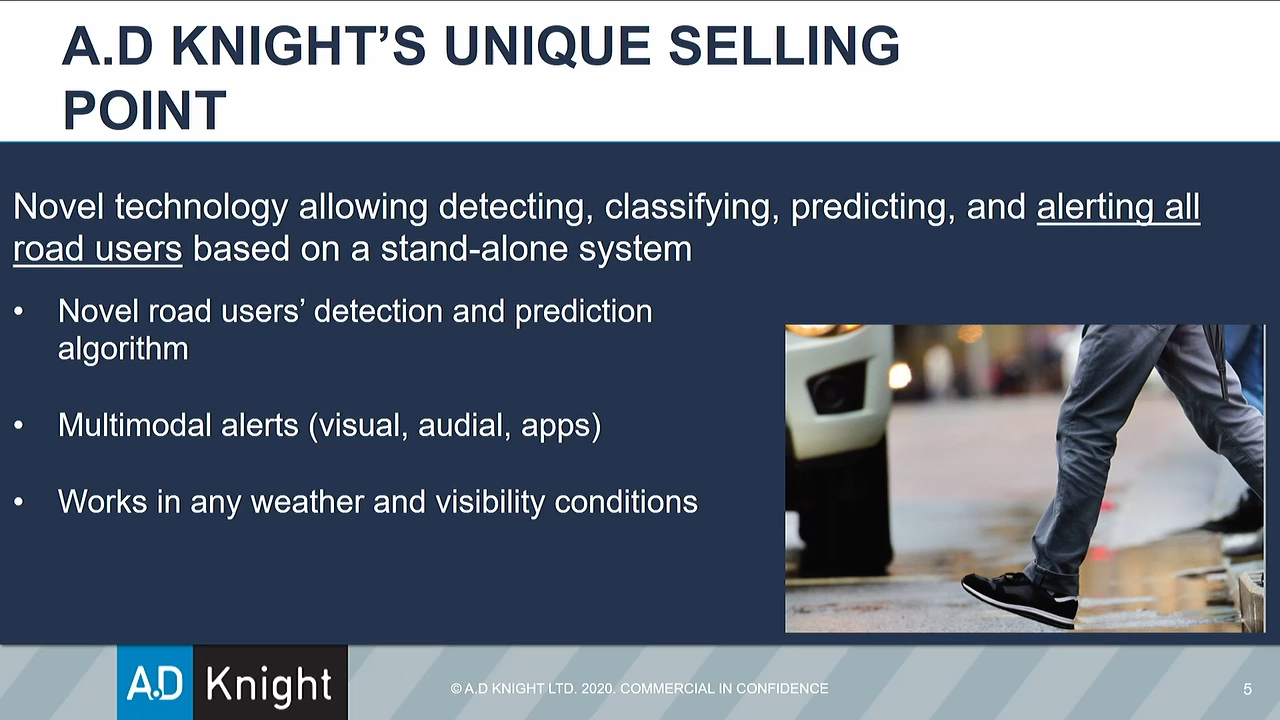 A.D KNIGHT’S UNIQUE SELLING
POINT
Novel technology allowing detecting, classifying, predicting, and alerting all
road users based on a stand-alone system
• Novel road users’ detection and prediction
algorithm
• Multimodal alerts (visual, audial, apps)
• Works in any weather and visibility conditions
A.D Knight
© A.D KNIGHT LTD. 2020. COMMERCIAL IN CONFIDENCE
5